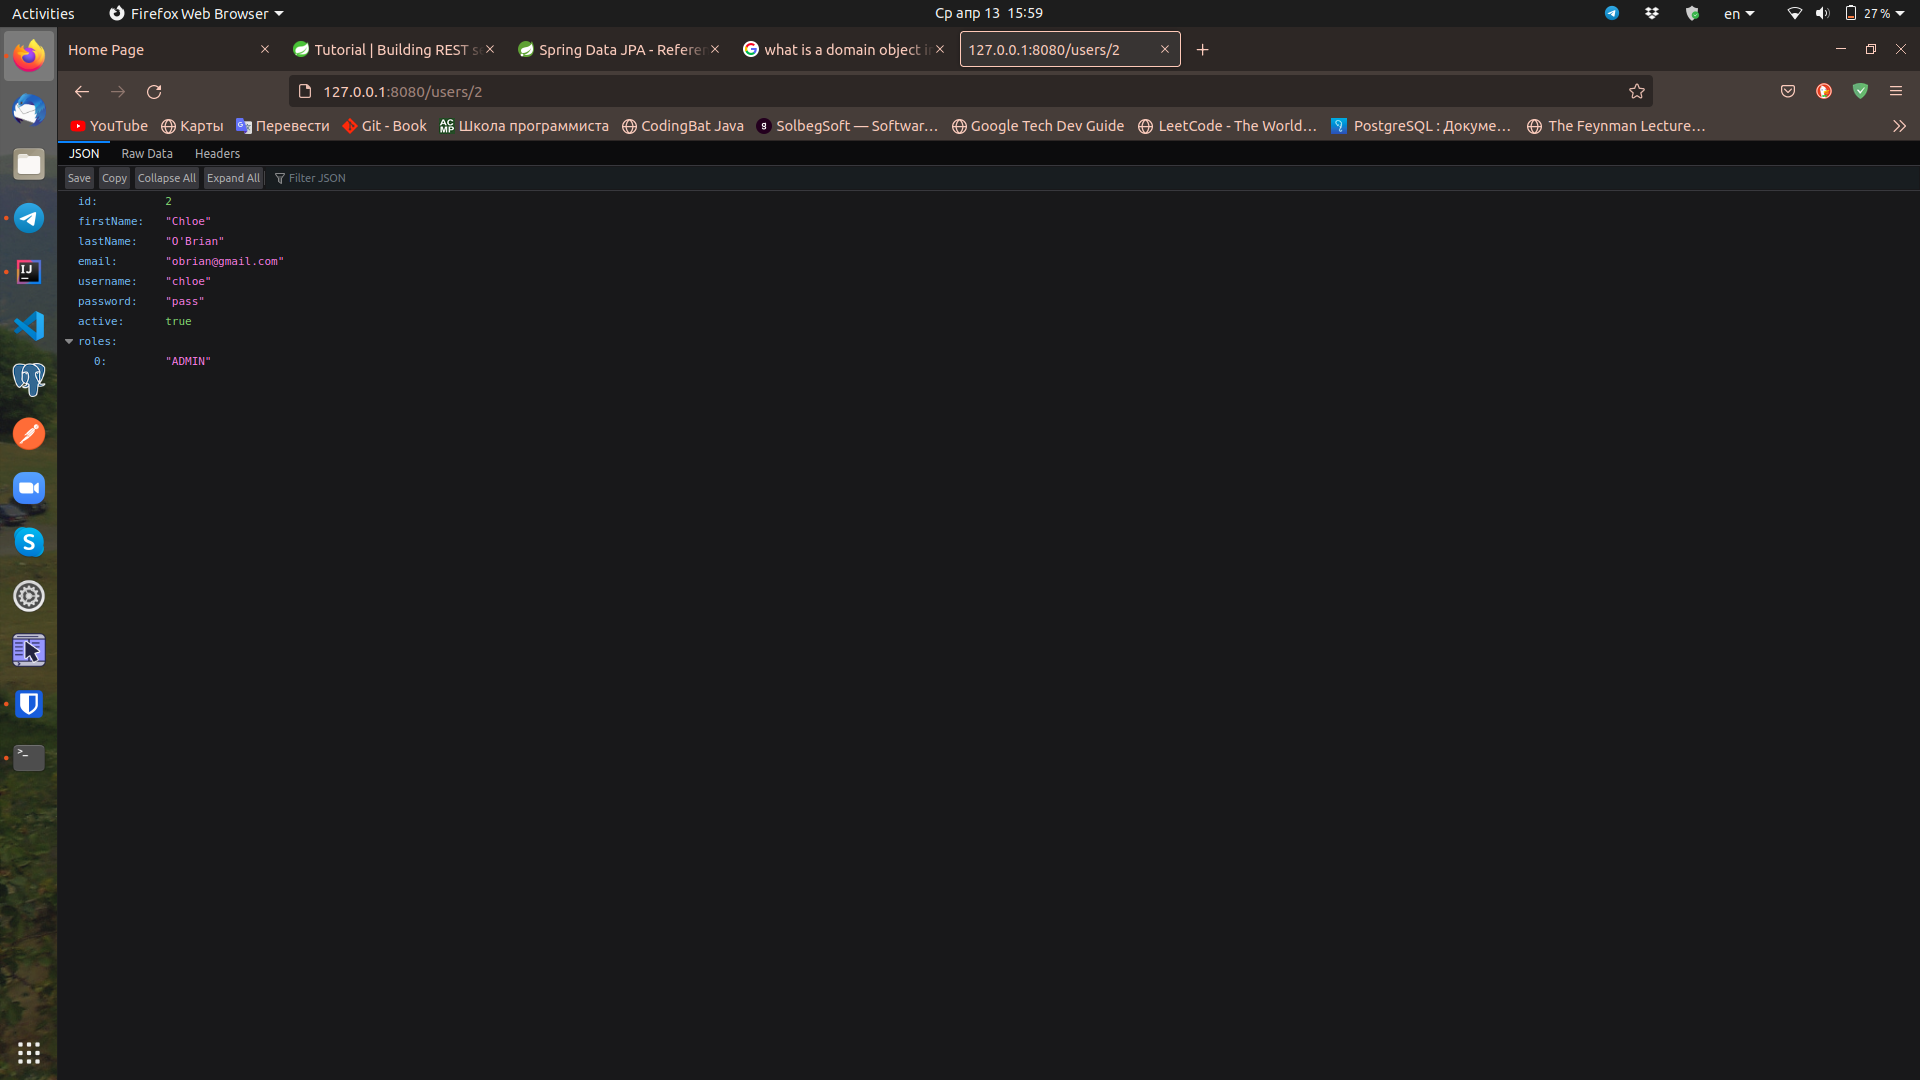 Activities Firefox Web Browser Ср апр 13 15:59 en 27 %
Home Page Tutorial | Building REST s Spring Data JPA - Refere what is a domain object i 127.0.0.1:8080/users/2
127.0.0.1:8080/users/2
YouTube Карты Перевести Git - Book Школа программиста CodingBat Java SolbegSoft — Softwar… Google Tech Dev Guide LeetCode - The World… PostgreSQL : Докуме… The Feynman Lecture…
JSON Raw Data Headers
Save Copy Collapse All Expand All Filter JSON
id: 2
firstName: "Chloe"
lastName: "O'Brian"
email: "obrian@gmail.com"
username: "chloe"
password: "pass"
active: true
roles:
0: "ADMIN"